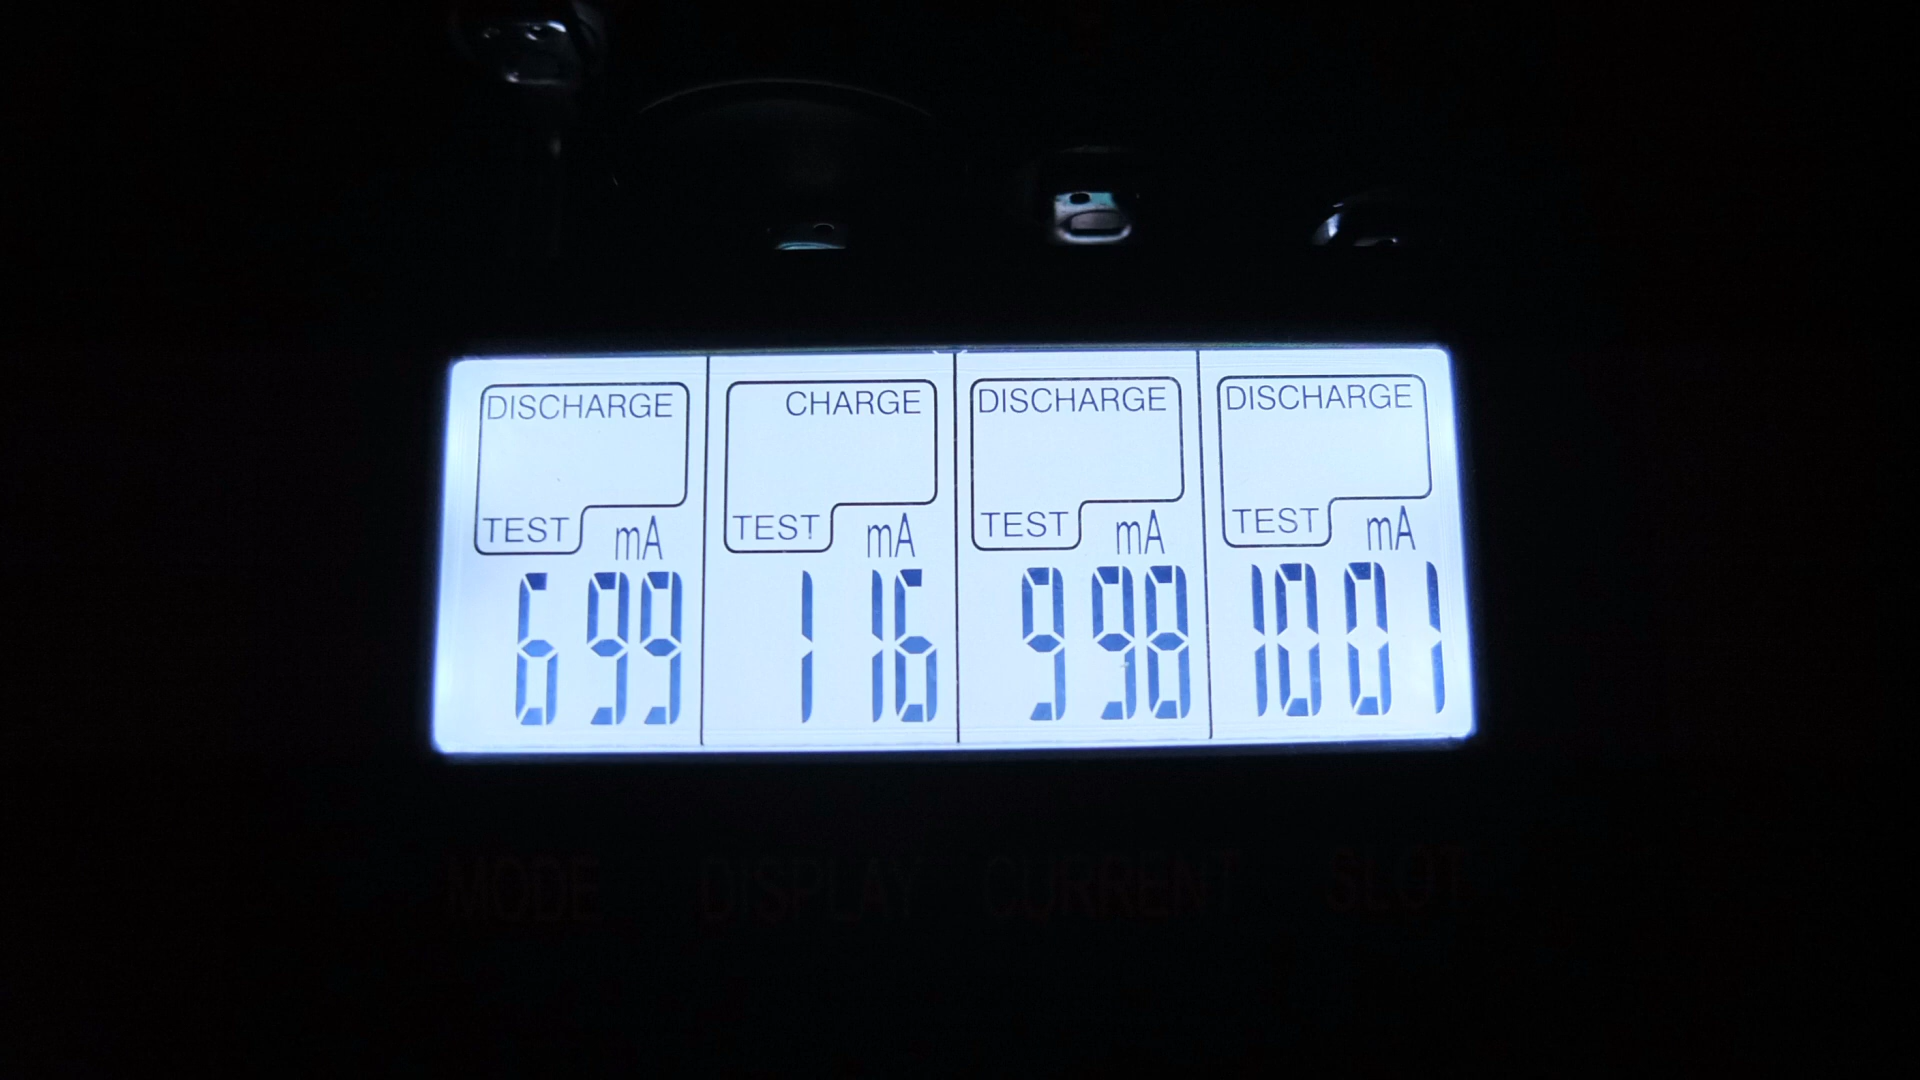 DISCHARGE
TEST mA
699
CHARGE
TEST mA
116
DISCHARGE
TEST mA
998
DISCHARGE
TEST mA
1001
MODE DISPLAY CURRENT SLOT